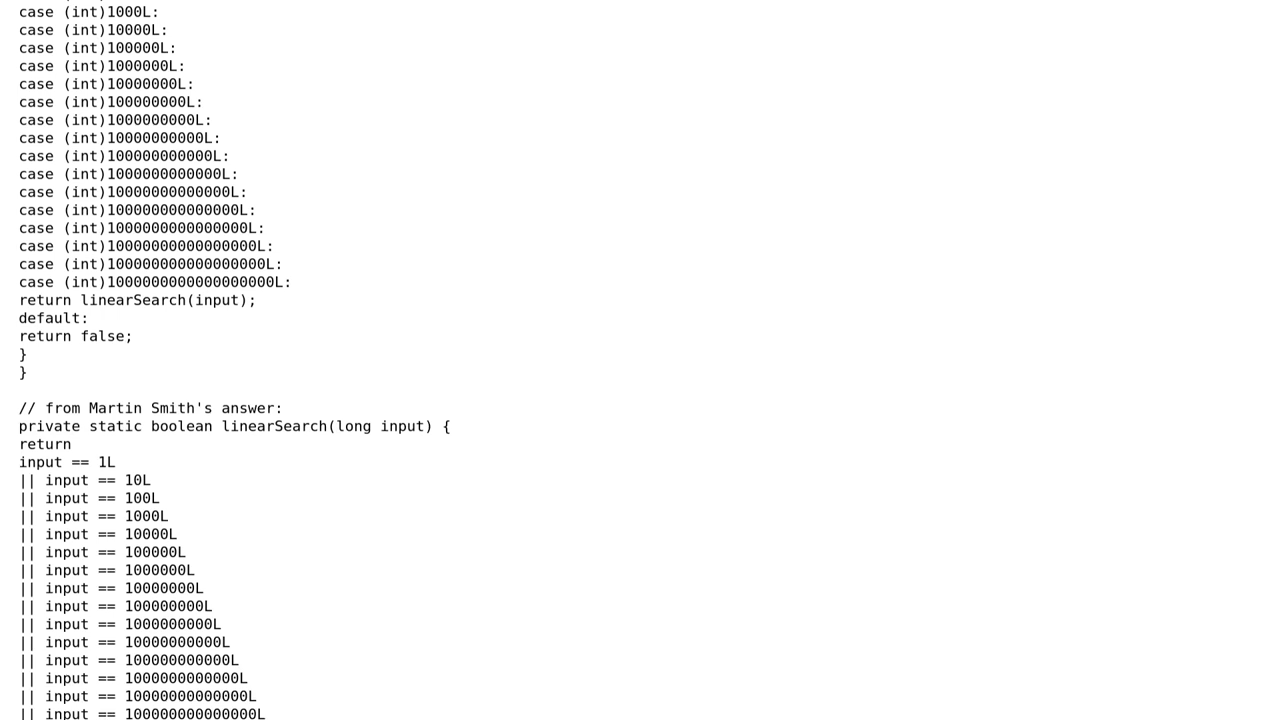 case (int)1000L:
case (int)10000L:
case (int)100000L:
case (int)1000000L:
case (int)10000000L:
case (int)100000000L:
case (int)1000000000L:
case (int)10000000000L:
case (int)100000000000L:
case (int)1000000000000L:
case (int)10000000000000L:
case (int)100000000000000L:
case (int)1000000000000000L:
case (int)10000000000000000L:
case (int)100000000000000000L:
case (int)1000000000000000000L:
return linearSearch(input);
default:
return false;
}
}
// from Martin Smith's answer:
private static boolean linearSearch(long input) {
return
input == 1L
|| input == 10L
|| input == 100L
|| input == 1000L
|| input == 10000L
|| input == 100000L
|| input == 1000000L
|| input == 10000000L
|| input == 100000000L
|| input == 1000000000L
|| input == 10000000000L
|| input == 100000000000L
|| input == 1000000000000L
|| input == 10000000000000L
|| input == 100000000000000L